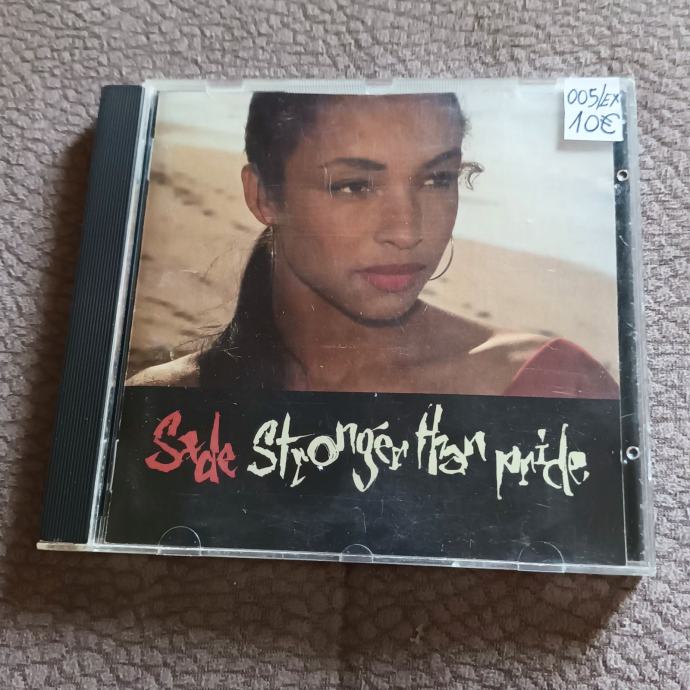 005/EX
10€
Sade Stronger than pride